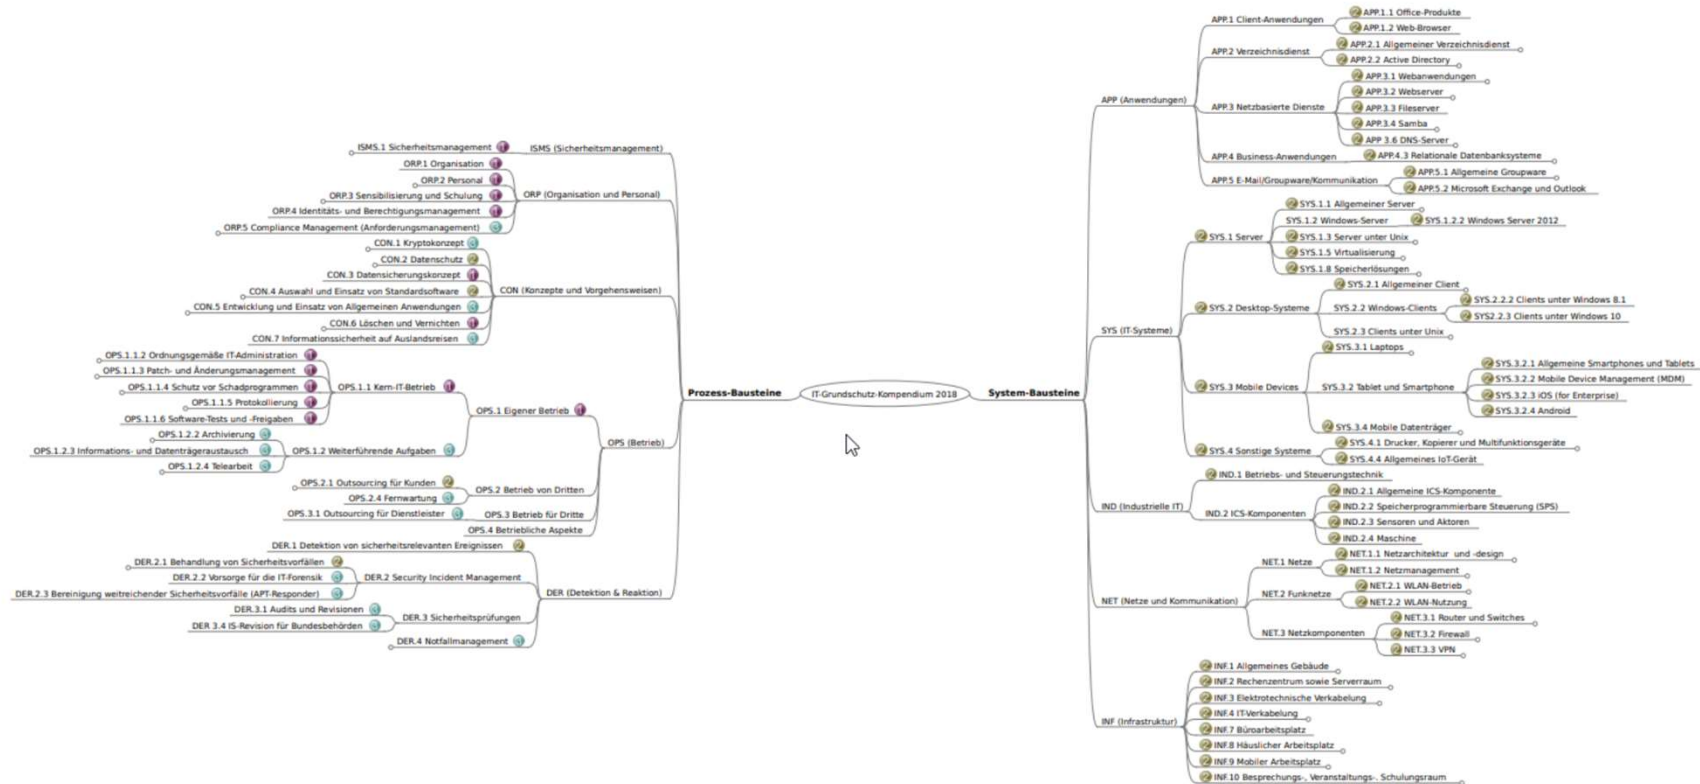 IT-Grundschutz-Kompendium 2018
Prozess-Bausteine
ISMS (Sicherheitsmanagement)
ISMS.1 Sicherheitsmanagement
ORP (Organisation und Personal)
ORP.1 Organisation
ORP.2 Personal
ORP.3 Sensibilisierung und Schulung
ORP.4 Identitäts- und Berechtigungsmanagement
ORP.5 Compliance Management (Anforderungsmanagement)
CON (Konzepte und Vorgehensweisen)
CON.1 Kryptokonzept
CON.2 Datenschutz
CON.3 Datensicherungskonzept
CON.4 Auswahl und Einsatz von Standardsoftware
CON.5 Entwicklung und Einsatz von Allgemeinen Anwendungen
CON.6 Löschen und Vernichten
CON.7 Informationssicherheit auf Auslandsreisen
OPS (Betrieb)
OPS.1 Eigener Betrieb
OPS.1.1 Kern-IT-Betrieb
OPS.1.1.2 Ordnungsgemäße IT-Administration
OPS.1.1.3 Patch- und Änderungsmanagement
OPS.1.1.4 Schutz vor Schadprogrammen
OPS.1.1.5 Protokollierung
OPS.1.1.6 Software-Tests und -Freigaben
OPS.1.2 Weiterführende Aufgaben
OPS.1.2.2 Archivierung
OPS.1.2.3 Informations- und Datenträgeraustausch
OPS.1.2.4 Telearbeit
OPS.2 Betrieb von Dritten
OPS.2.1 Outsourcing für Kunden
OPS.2.4 Fernwartung
OPS.3 Betrieb für Dritte
OPS.3.1 Outsourcing für Dienstleister
OPS.4 Betriebliche Aspekte
DER (Detektion & Reaktion)
DER.1 Detektion von sicherheitsrelevanten Ereignissen
DER.2 Security Incident Management
DER.2.1 Behandlung von Sicherheitsvorfällen
DER.2.2 Vorsorge für die IT-Forensik
DER.2.3 Bereinigung weitreichender Sicherheitsvorfälle (APT-Responder)
DER.3 Sicherheitsprüfungen
DER.3.1 Audits und Revisionen
DER 3.4 IS-Revision für Bundesbehörden
DER.4 Notfallmanagement
System-Bausteine
APP (Anwendungen)
APP.1 Client-Anwendungen
APP.1.1 Office-Produkte
APP.1.2 Web-Browser
APP.2 Verzeichnisdienst
APP.2.1 Allgemeiner Verzeichnisdienst
APP.2.2 Active Directory
APP.3 Netzbasierte Dienste
APP.3.1 Webanwendungen
APP.3.2 Webserver
APP.3.3 Fileserver
APP.3.4 Samba
APP 3.6 DNS-Server
APP.4 Business-Anwendungen
APP.4.3 Relationale Datenbanksysteme
APP.5 E-Mail/Groupware/Kommunikation
APP.5.1 Allgemeine Groupware
APP.5.2 Microsoft Exchange und Outlook
SYS (IT-Systeme)
SYS.1 Server
SYS.1.1 Allgemeiner Server
SYS.1.2 Windows-Server
SYS.1.2.2 Windows Server 2012
SYS.1.3 Server unter Unix
SYS.1.5 Virtualisierung
SYS.1.8 Speicherlösungen
SYS.2 Desktop-Systeme
SYS.2.1 Allgemeiner Client
SYS.2.2 Windows-Clients
SYS.2.2.2 Clients unter Windows 8.1
SYS2.2.3 Clients unter Windows 10
SYS.2.3 Clients unter Unix
SYS.3 Mobile Devices
SYS.3.1 Laptops
SYS.3.2 Tablet und Smartphone
SYS.3.2.1 Allgemeine Smartphones und Tablets
SYS.3.2.2 Mobile Device Management (MDM)
SYS.3.2.3 iOS (for Enterprise)
SYS.3.2.4 Android
SYS.3.4 Mobile Datenträger
SYS.4 Sonstige Systeme
SYS.4.1 Drucker, Kopierer und Multifunktionsgeräte
SYS.4.4 Allgemeines IoT-Gerät
IND (Industrielle IT)
IND.1 Betriebs- und Steuerungstechnik
IND.2 ICS-Komponenten
IND.2.1 Allgemeine ICS-Komponente
IND.2.2 Speicherprogrammierbare Steuerung (SPS)
IND.2.3 Sensoren und Aktoren
IND.2.4 Maschine
NET (Netze und Kommunikation)
NET.1 Netze
NET.1.1 Netzarchitektur und -design
NET.1.2 Netzmanagement
NET.2 Funknetze
NET.2.1 WLAN-Betrieb
NET.2.2 WLAN-Nutzung
NET.3 Netzkomponenten
NET.3.1 Router und Switches
NET.3.2 Firewall
NET.3.3 VPN
INF (Infrastruktur)
INF.1 Allgemeines Gebäude
INF.2 Rechenzentrum sowie Serverraum
INF.3 Elektrotechnische Verkabelung
INF.4 IT-Verkabelung
INF.7 Büroarbeitsplatz
INF.8 Häuslicher Arbeitsplatz
INF.9 Mobiler Arbeitsplatz
INF.10 Besprechungs-, Veranstaltungs-, Schulungsraum